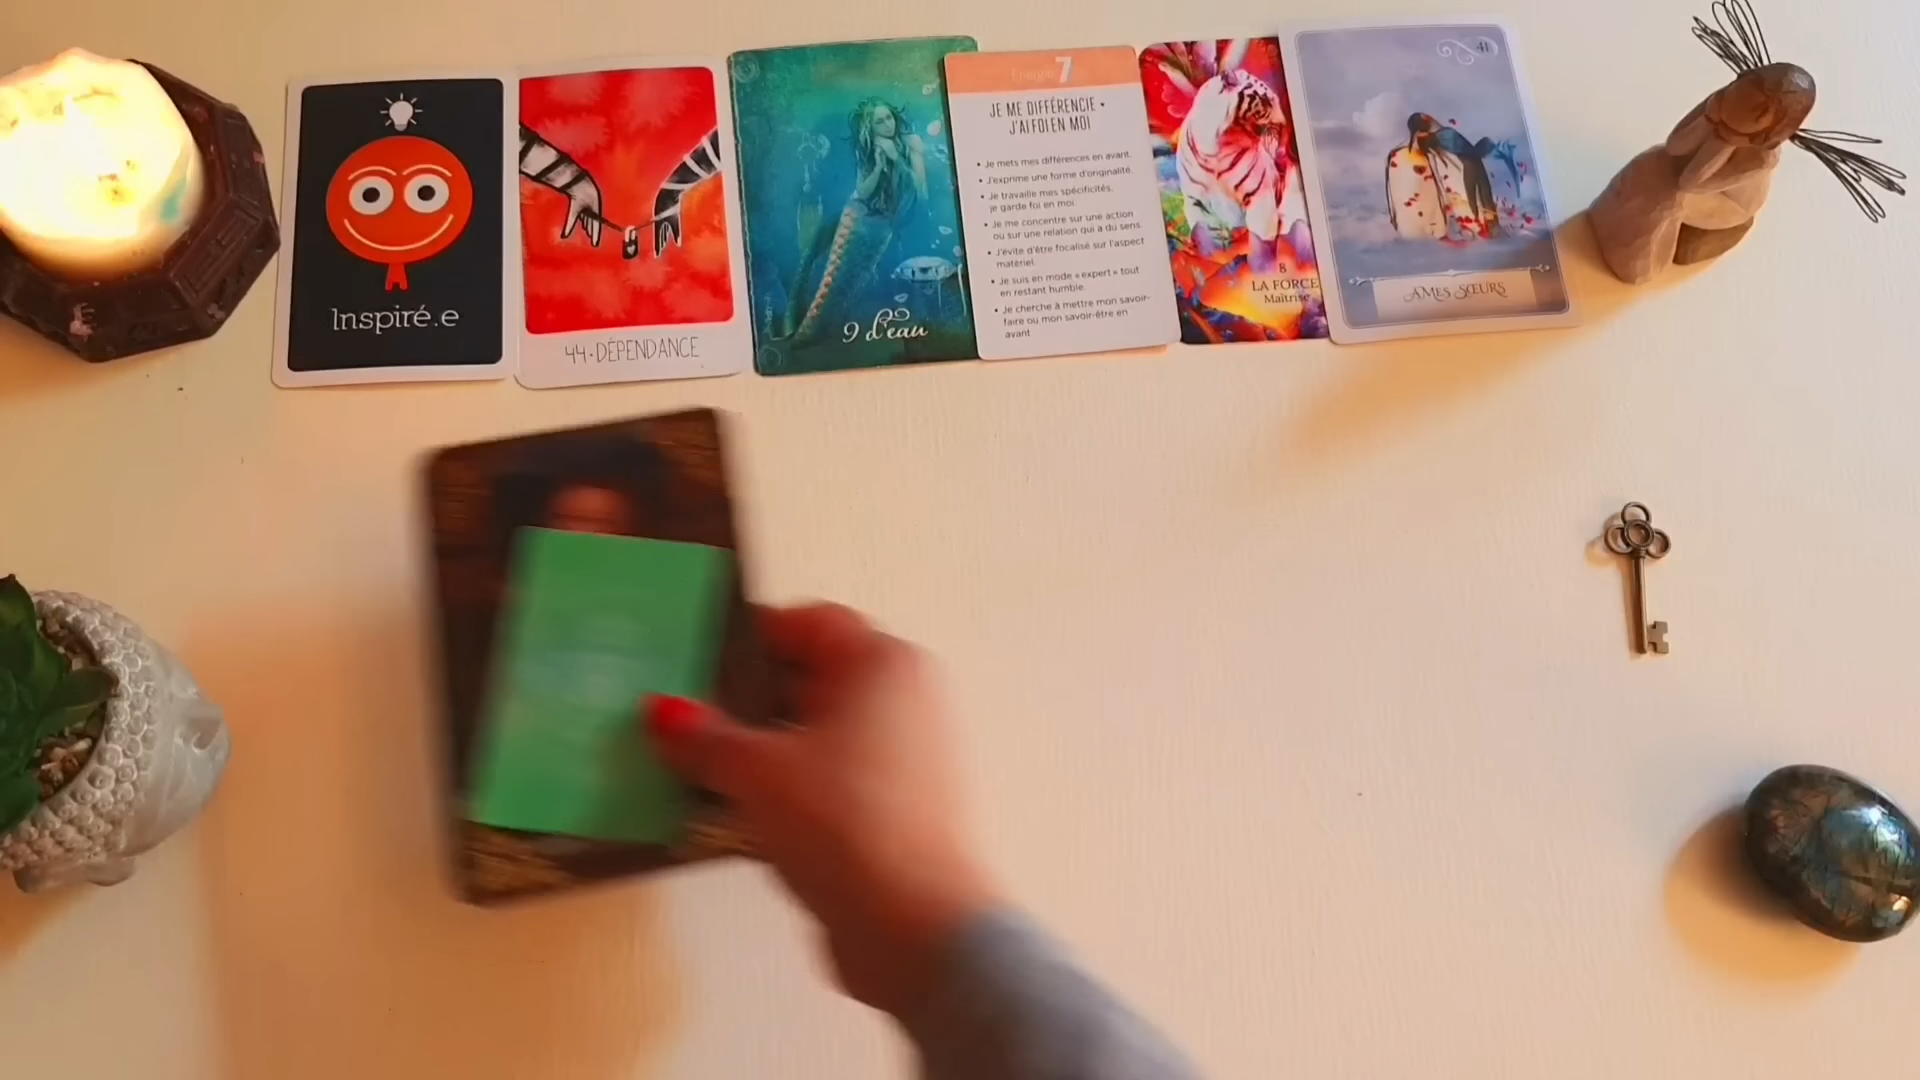 Inspiré.e
44•DÉPENDANCE
9 d'eau
Énergie 7
JE ME DIFFÉRENCIE •
J'AI FOI EN MOI
• Je mets mes différences en avant.
• J'exprime une forme d'originalité.
• Je travaille mes spécificités,
je garde foi en moi.
• Je me concentre sur une action
ou sur une relation qui a du sens.
• J'évite d'être focalisé sur l'aspect
matériel.
• Je suis en mode «expert» tout
en restant humble.
• Je cherche à mettre mon savoir-
faire ou mon savoir-être en
avant
8
LA FORCE
Maîtrise
41
ÂMES SŒURS